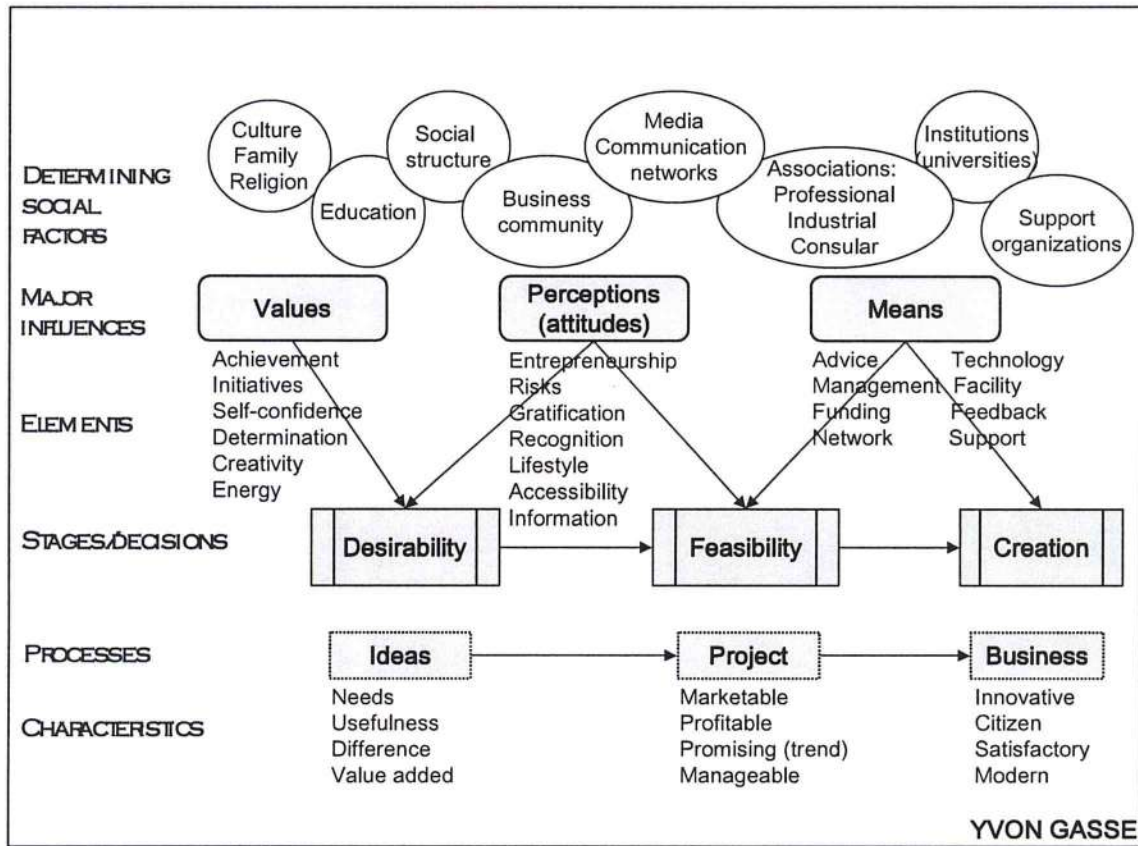 DETERMINING
SOCIAL
FACTORS
Culture
Family
Religion
Education
Social
structure
Business
community
Media
Communication
networks
Associations:
Professional
Industrial
Consular
Institutions
(universities)
Support
organizations
MAJOR
INFLUENCES
Values
Perceptions
(attitudes)
Means
ELEMENTS
Achievement
Initiatives
Self-confidence
Determination
Creativity
Energy
Entrepreneurship
Risks
Gratification
Recognition
Lifestyle
Accessibility
Information
Advice
Management
Funding
Network
Technology
Facility
Feedback
Support
STAGES/DECISIONS
Desirability
Feasibility
Creation
PROCESSES
Ideas
Project
Business
CHARACTERISTICS
Needs
Usefulness
Difference
Value added
Marketable
Profitable
Promising (trend)
Manageable
Innovative
Citizen
Satisfactory
Modern
YVON GASSE